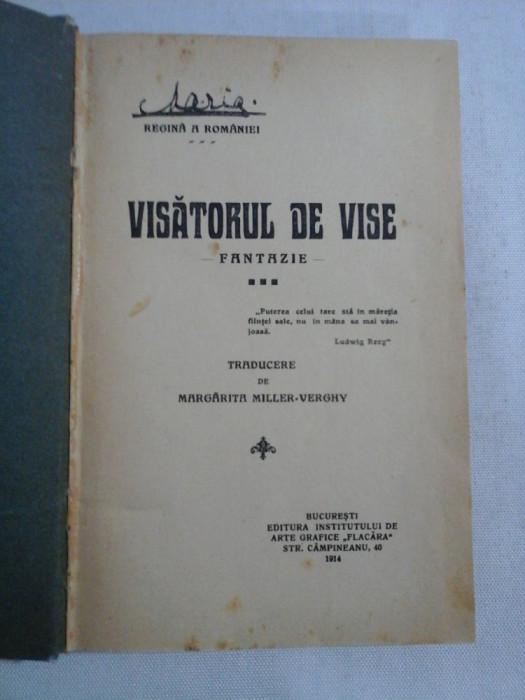 Maria.
REGINĂ A ROMÂNIEI
VISĂTORUL DE VISE
— FANTAZIE —
„Puterea celui tare stă în măreţia
fiinţei sale, nu în mâna sa mai vân-
joasă.
Ludwig Rerg“
TRADUCERE
DE
MARGĂRITA MILLER-VERGHY
BUCUREŞTI
EDITURA INSTITUTULUI DE
ARTE GRAFICE „FLACĂRA“
STR. CÂMPINEANU, 40
1914